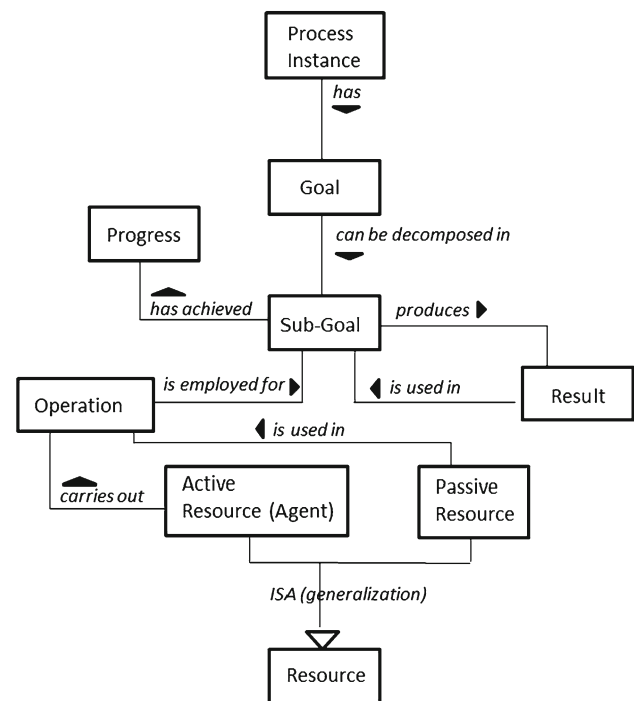 Process
Instance
has
Goal
can be decomposed in
Progress
has achieved
Sub-Goal
produces
is employed for
is used in
Operation
Result
is used in
carries out
Active
Resource (Agent)
Passive
Resource
ISA (generalization)
Resource